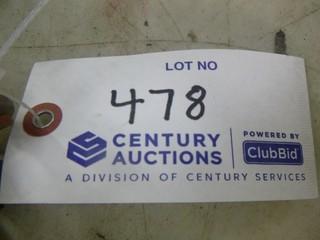 LOT NO
478
CENTURY
AUCTIONS
POWERED BY
ClubBid
A DIVISION OF CENTURY SERVICES